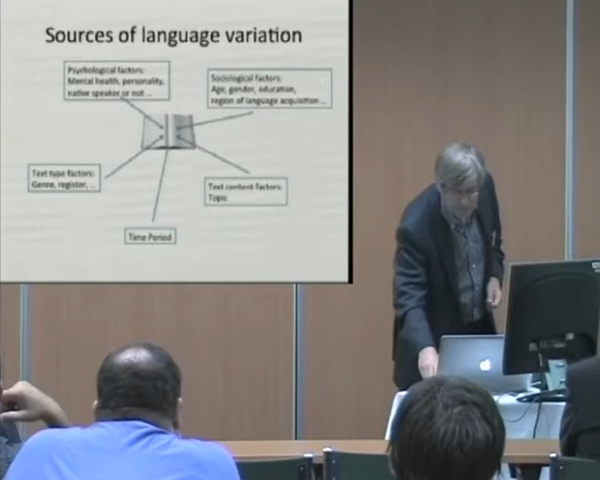 Sources of language variation
Psychological factors:
Mental health, personality,
native speaker or not ...
Sociological factors:
Age, gender, education,
region of language acquisition ...
Text type factors:
Genre, register, ...
Text content factors:
Topic
Time Period